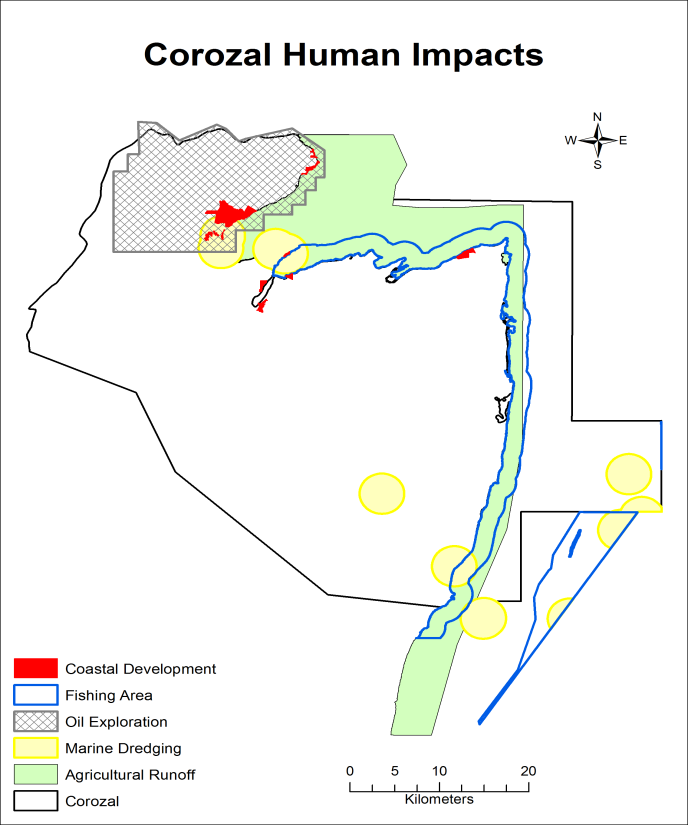 Corozal Human Impacts
N
W E
S
Coastal Development
Fishing Area
Oil Exploration
Marine Dredging
Agricultural Runoff
Corozal
0 5 10 20
Kilometers